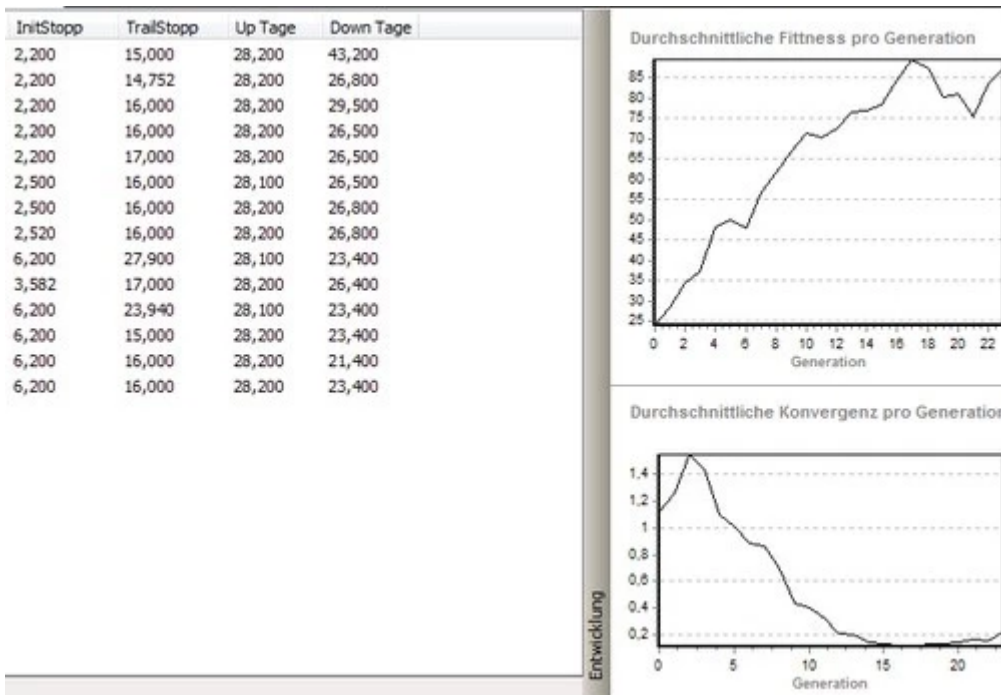 InitStopp TrailStopp Up Tage Down Tage
2,200 15,000 28,200 43,200
2,200 14,752 28,200 26,800
2,200 16,000 28,200 29,500
2,200 16,000 28,200 26,500
2,200 17,000 28,200 26,500
2,500 16,000 28,100 26,500
2,500 16,000 28,200 26,800
2,520 16,000 28,200 26,800
6,200 27,900 28,100 23,400
3,582 17,000 28,200 26,400
6,200 23,940 28,100 23,400
6,200 15,000 28,200 23,400
6,200 16,000 28,200 21,400
6,200 16,000 28,200 23,400
Entwicklung
Durchschnittliche Fittness pro Generation
85
80
75
70
65
60
55
50
45
40
35
30
25
0 2 4 6 8 10 12 14 16 18 20 22
Generation
Durchschnittliche Konvergenz pro Generation
1,4
1,2
1
0,8
0,6
0,4
0,2
0 5 10 15 20
Generation